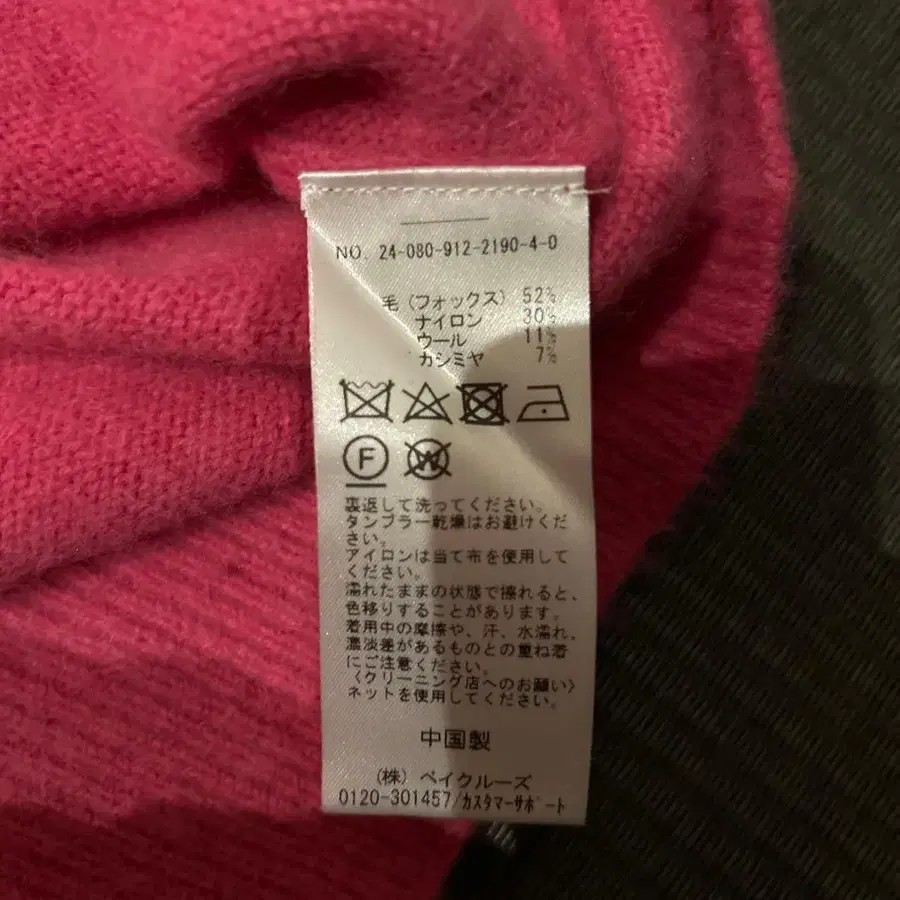 NO. 24-080-912-2190-4-0
毛(フォックス) 52%
ナイロン 30%
ウール 11%
カシミヤ 7%
F W
裏返して洗ってください。
タンブラー乾燥はお避けくだ
さい。
アイロンは当て布を使用して
ください。
濡れたままの状態で擦れると、
色移りすることがあります。
着用中の摩擦や、汗、水濡れ、
濃淡差があるものとの重ね着
にご注意ください。
〈クリーニング店へのお願い〉
ネットを使用してください。
中国製
(株) ベイクルーズ
0120-301457/カスタマーサポート